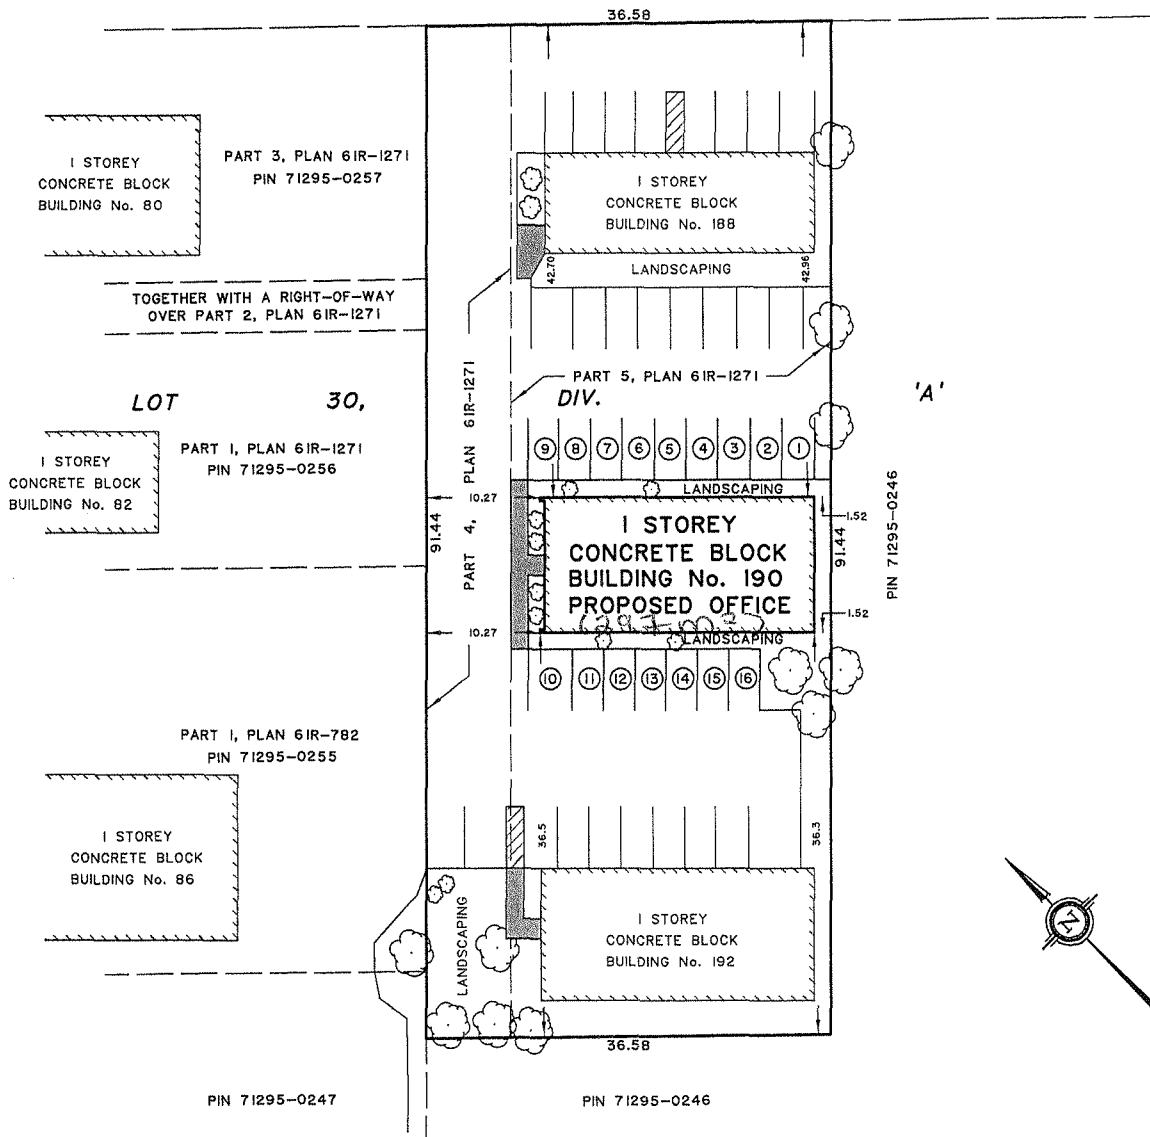 36.58
1 STOREY
CONCRETE BLOCK
BUILDING No. 80
PART 3, PLAN 61R-1271
PIN 71295-0257
1 STOREY
CONCRETE BLOCK
BUILDING No. 188
42.70
LANDSCAPING
42.96
TOGETHER WITH A RIGHT-OF-WAY
OVER PART 2, PLAN 61R-1271
PART 4, PLAN 61R-1271
PART 5, PLAN 61R-1271
LOT 30, DIV. 'A'
9 8 7 6 5 4 3 2 1
1 STOREY
CONCRETE BLOCK
BUILDING No. 82
PART 1, PLAN 61R-1271
PIN 71295-0256
91.44
10.27
LANDSCAPING
1 STOREY
CONCRETE BLOCK
BUILDING No. 190
PROPOSED OFFICE
(297m2)
1.52
91.44
PIN 71295-0246
1.52
10.27
LANDSCAPING
10 11 12 13 14 15 16
PART 1, PLAN 61R-782
PIN 71295-0255
1 STOREY
CONCRETE BLOCK
BUILDING No. 86
36.5
36.3
LANDSCAPING
1 STOREY
CONCRETE BLOCK
BUILDING No. 192
N
36.58
PIN 71295-0247
PIN 71295-0246